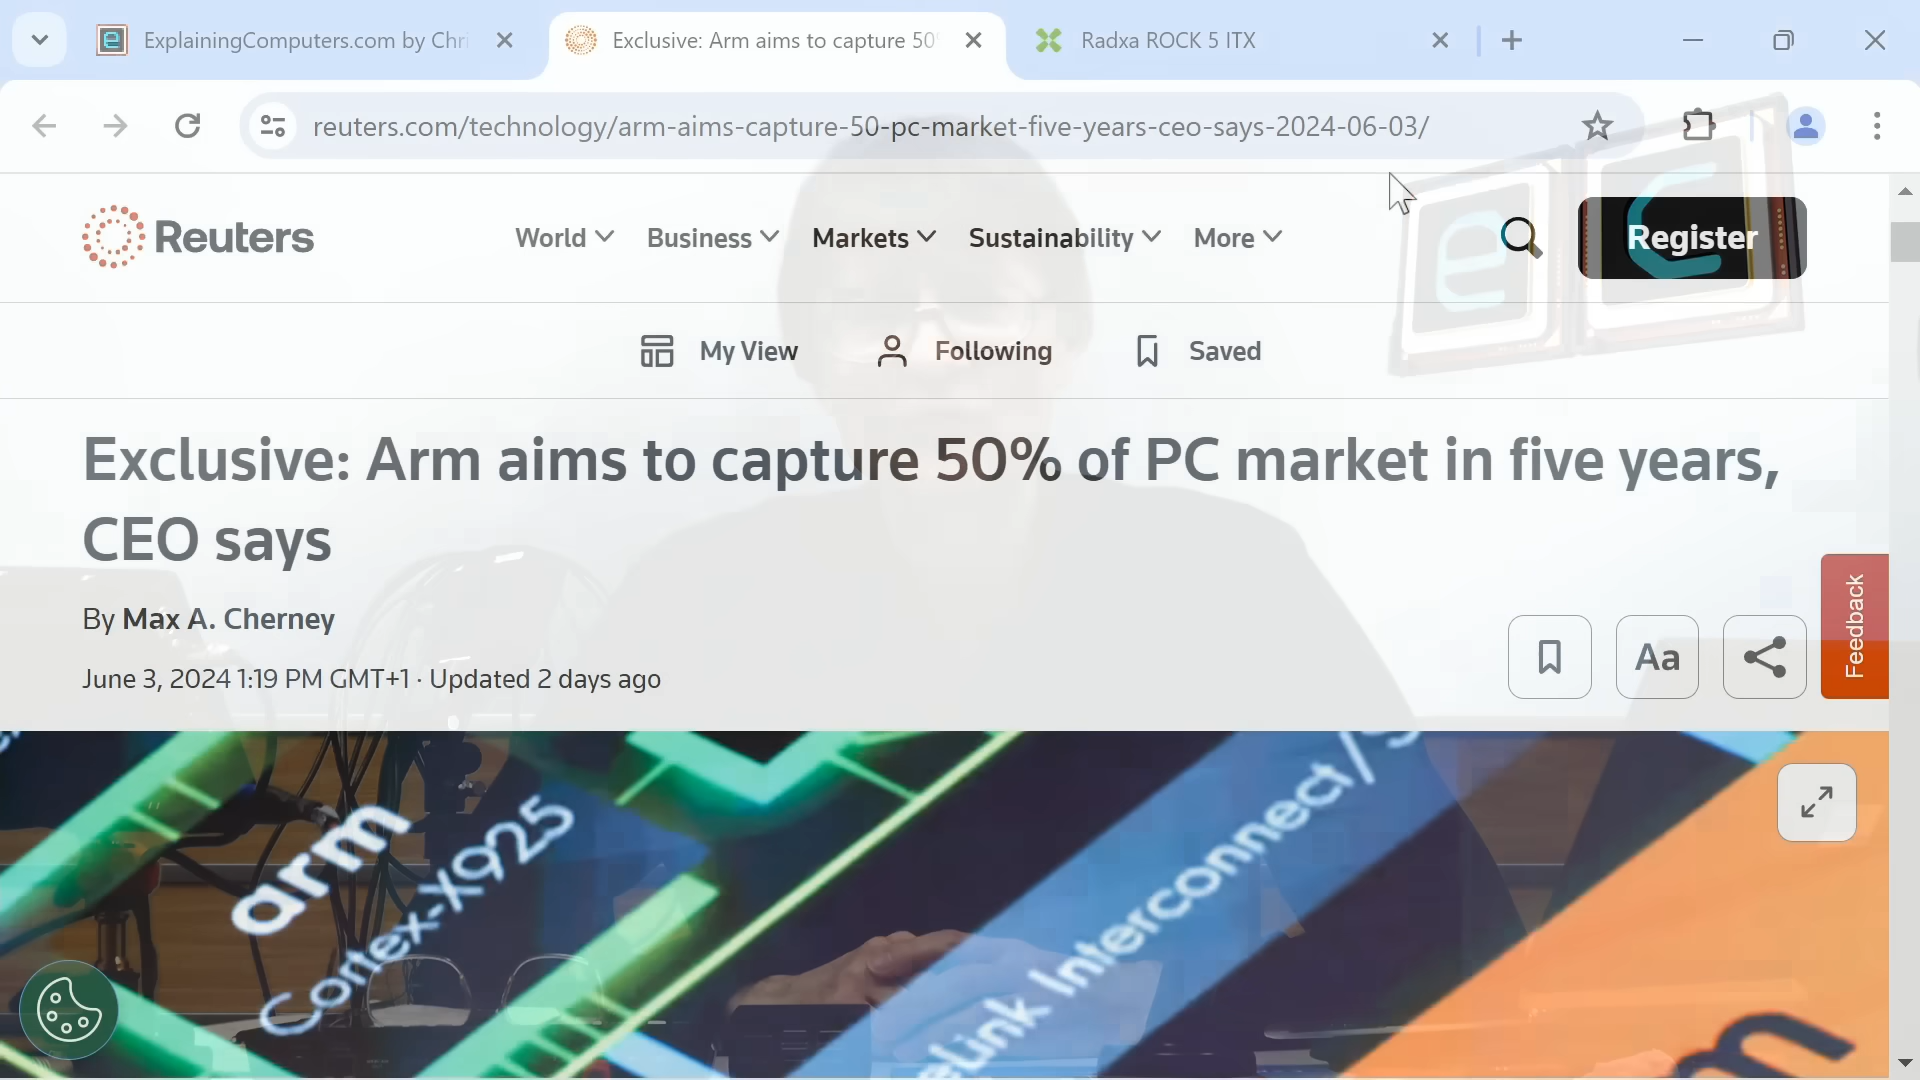 ExplainingComputers.com by Chri
Exclusive: Arm aims to capture 50%
Radxa ROCK 5 ITX
reuters.com/technology/arm-aims-capture-50-pc-market-five-years-ceo-says-2024-06-03/
Reuters
World
Business
Markets
Sustainability
More
Register
My View
Following
Saved
Exclusive: Arm aims to capture 50% of PC market in five years,
CEO says
By Max A. Cherney
June 3, 2024 1:19 PM GMT+1 · Updated 2 days ago
Aa
Feedback
arm
Cortex-X925
eLink Interconnect/S
m
e
C